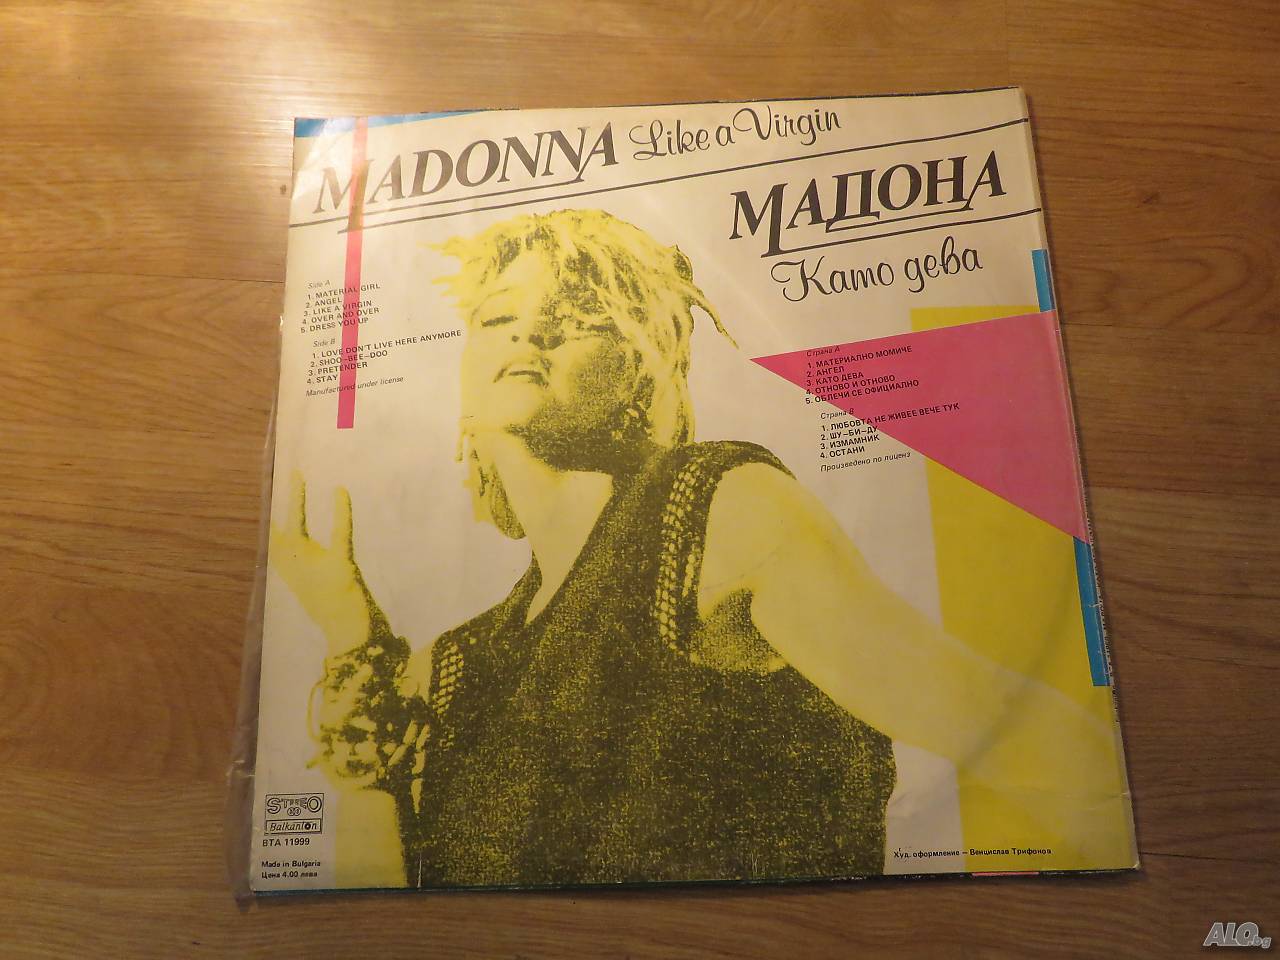 MADONNA Like a Virgin
МАДОНА
Като дева
Side A
1. MATERIAL GIRL
2. ANGEL
3. LIKE A VIRGIN
4. OVER AND OVER
5. DRESS YOU UP
Side B
1. LOVE DON'T LIVE HERE ANYMORE
2. SHOO-BEE-DOO
3. PRETENDER
4. STAY
Manufactured under license
Страна А
1. МАТЕРИАЛНО МОМИЧЕ
2. АНГЕЛ
3. КАТО ДЕВА
4. ОТНОВО И ОТНОВО
5. ОБЛЕЧИ СЕ ОФИЦИАЛНО
Страна В
1. ЛЮБОВТА НЕ ЖИВЕЕ ВЕЧЕ ТУК
2. ШУ-БИ-ДУ
3. ИЗМАМНИК
4. ОСТАНИ
Произведено по лиценз
STEREO
Balkanton
ВТА 11999
Made in Bulgaria
Цена 4.00 лева
Худ. оформление – Венцислав Трифонов
ALO.bg